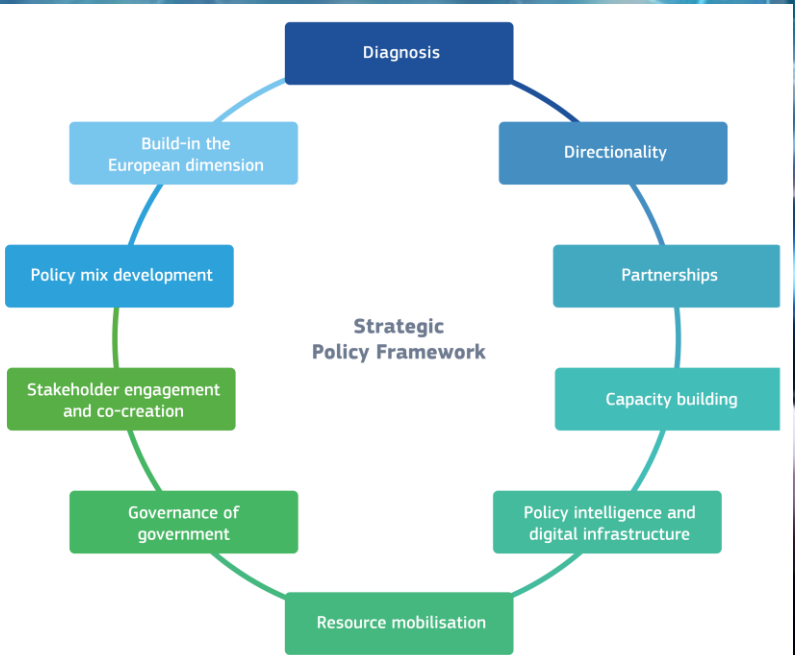 Diagnosis
Build-in the
European dimension
Directionality
Policy mix development
Partnerships
Strategic
Policy Framework
Stakeholder engagement
and co-creation
Capacity building
Governance of
government
Policy intelligence and
digital infrastructure
Resource mobilisation